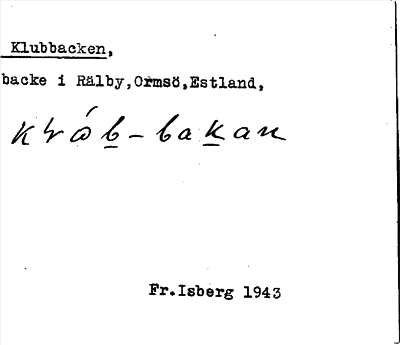 Klubbacken,
backe i Rälby,Ormsö,Estland,
Fr.Isberg 1943